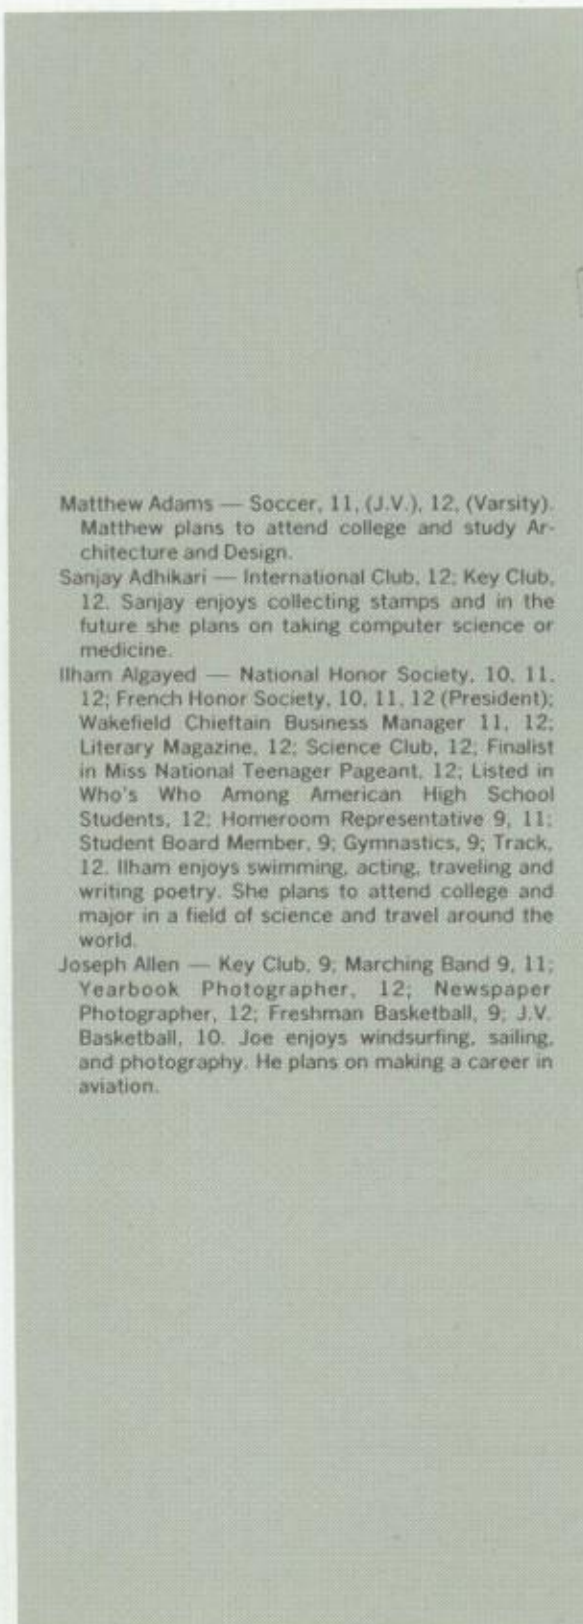 Matthew Adams — Soccer, 11, (J.V.), 12, (Varsity).
Matthew plans to attend college and study Ar-
chitecture and Design.
Sanjay Adhikari — International Club, 12; Key Club,
12. Sanjay enjoys collecting stamps and in the
future she plans on taking computer science or
medicine.
Ilham Algayed — National Honor Society, 10, 11,
12; French Honor Society, 10, 11, 12 (President);
Wakefield Chieftain Business Manager 11, 12;
Literary Magazine, 12; Science Club, 12; Finalist
in Miss National Teenager Pageant, 12; Listed in
Who's Who Among American High School
Students, 12; Homeroom Representative 9, 11;
Student Board Member, 9; Gymnastics, 9; Track,
12. Ilham enjoys swimming, acting, traveling and
writing poetry. She plans to attend college and
major in a field of science and travel around the
world.
Joseph Allen — Key Club, 9; Marching Band 9, 11;
Yearbook Photographer, 12; Newspaper
Photographer, 12; Freshman Basketball, 9; J.V.
Basketball, 10. Joe enjoys windsurfing, sailing,
and photography. He plans on making a career in
aviation.